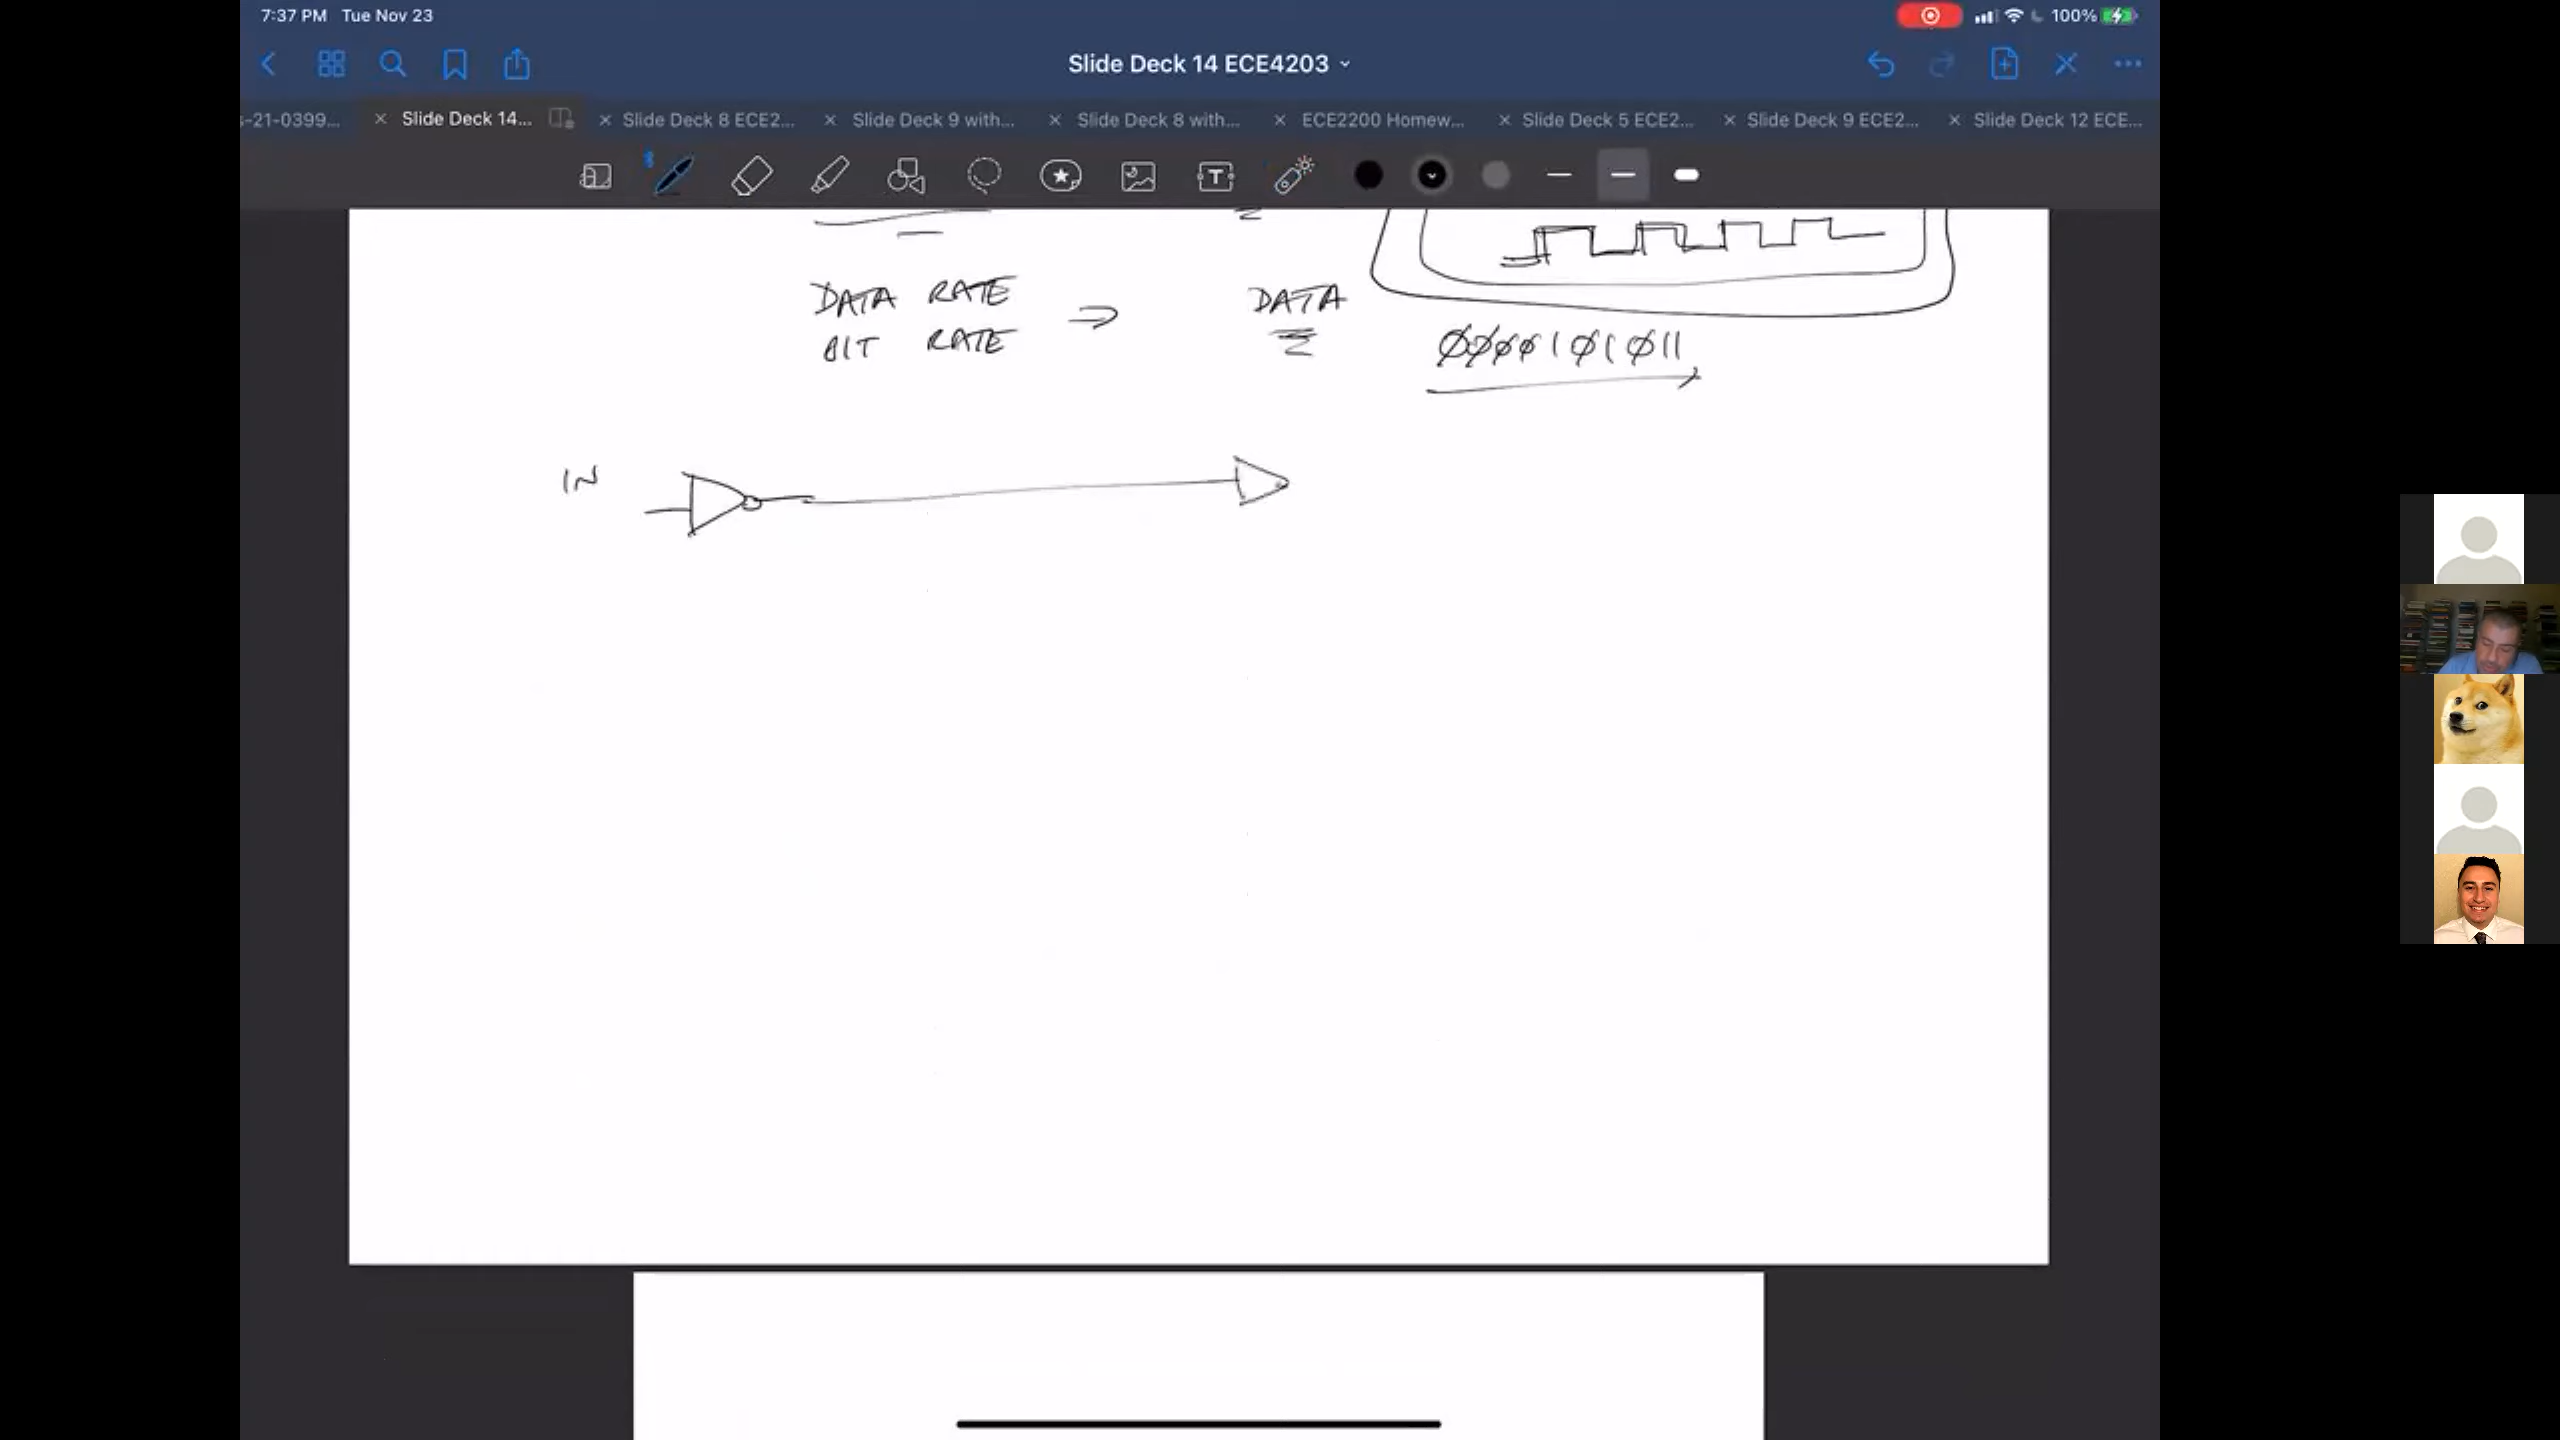 7:37 PM Tue Nov 23
100%
Slide Deck 14 ECE4203
s-21-0399...
Slide Deck 14...
Slide Deck 8 ECE2...
Slide Deck 9 with...
Slide Deck 8 with...
ECE2200 Homew...
Slide Deck 5 ECE2...
Slide Deck 9 ECE2...
Slide Deck 12 ECE...
DATA RATE ⇒ DATA
BIT RATE
0000101011
IN